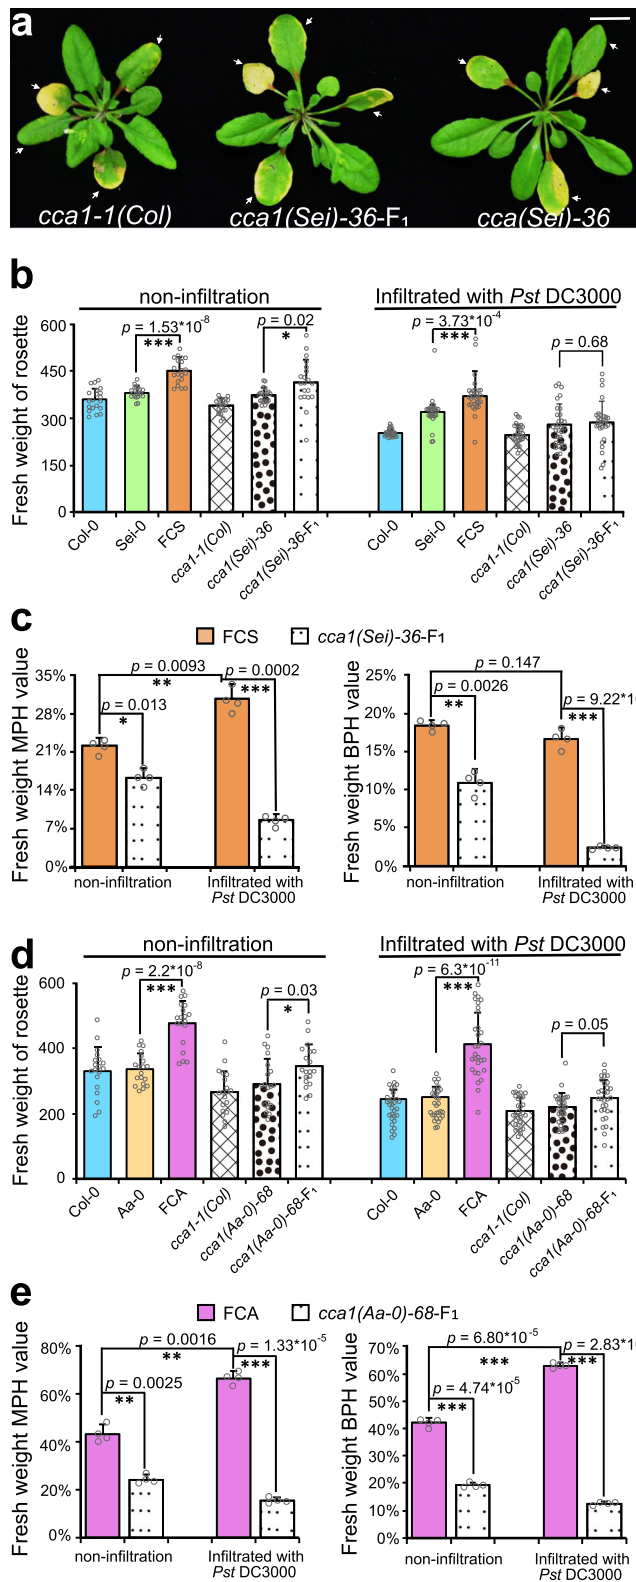 a
cca1-1(Col) cca1(Sei)-36-F₁ cca(Sei)-36
b
non-infiltration Infiltrated with Pst DC3000
p = 1.53*10⁻⁸ p = 0.02 p = 3.73*10⁻⁴ p = 0.68
*** * ***
Fresh weight of rosette
600
450
300
150
0
Col-0 Sei-0 FCS cca1-1(Col) cca1(Sei)-36 cca1(Sei)-36-F₁ Col-0 Sei-0 FCS cca1-1(Col) cca1(Sei)-36 cca1(Sei)-36-F₁
c
FCS cca1(Sei)-36-F₁
Fresh weight MPH value
35%
28%
21%
14%
7%
0%
p = 0.0093 p = 0.0002
** ***
p = 0.013
*
non-infiltration Infiltrated with
Pst DC3000
Fresh weight BPH value
25%
20%
15%
10%
5%
0%
p = 0.147
p = 0.0026 p = 9.22*1
** ***
non-infiltration Infiltrated with
Pst DC3000
d
non-infiltration Infiltrated with Pst DC3000
p = 2.2*10⁻⁸ p = 0.03 p = 6.3*10⁻¹¹ p = 0.05
*** * ***
Fresh weight of rosette
600
400
200
0
Col-0 Aa-0 FCA cca1-1(Col) cca1(Aa-0)-68 cca1(Aa-0)-68-F₁ Col-0 Aa-0 FCA cca1-1(Col) cca1(Aa-0)-68 cca1(Aa-0)-68-F₁
e
FCA cca1(Aa-0)-68-F₁
Fresh weight MPH value
80%
60%
40%
20%
0%
p = 0.0016 p = 1.33*10⁻⁵
** ***
p = 0.0025
**
non-infiltration Infiltrated with
Pst DC3000
Fresh weight BPH value
70%
60%
50%
40%
30%
20%
10%
0%
p = 6.80*10⁻⁵ p = 2.83*10
*** ***
p = 4.74*10⁻⁵
***
non-infiltration Infiltrated with
Pst DC3000